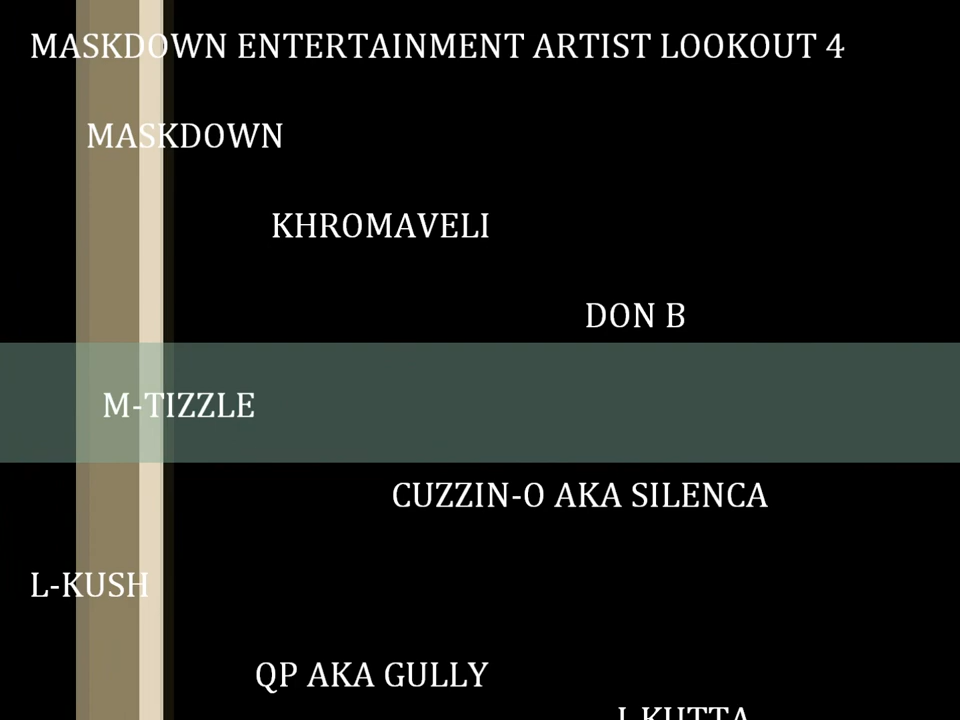 MASKDOWN ENTERTAINMENT ARTIST LOOKOUT 4
MASKDOWN
KHROMAVELI
DON B
M-TIZZLE
CUZZIN-O AKA SILENCA
L-KUSH
QP AKA GULLY